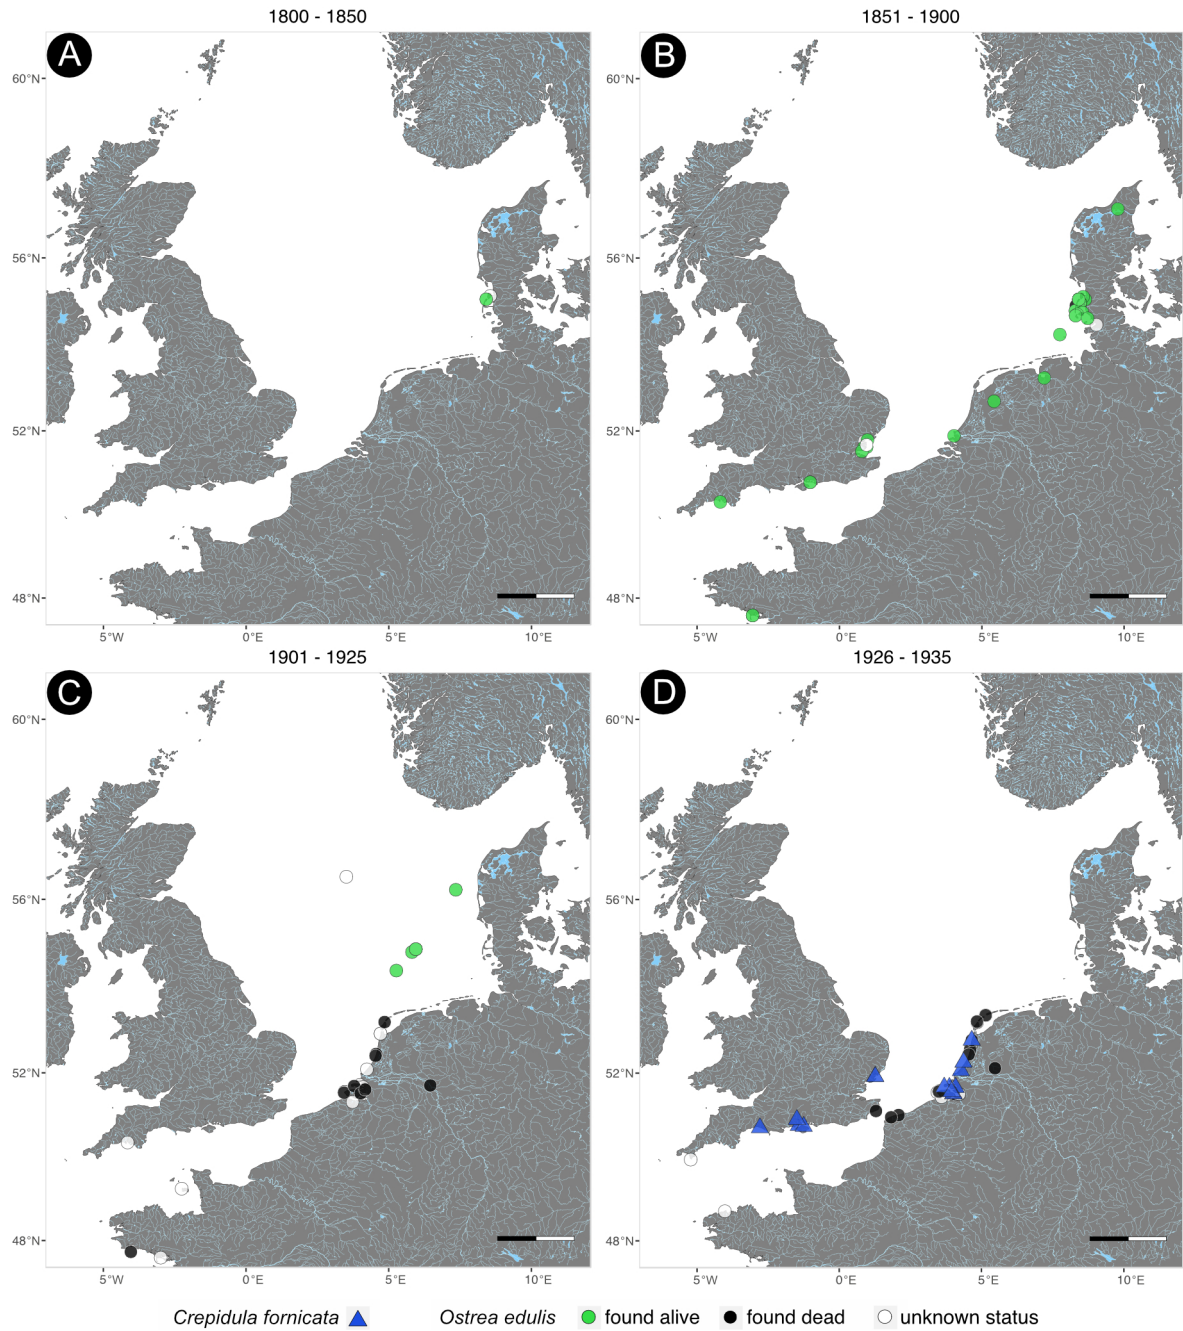 1800 - 1850
1851 - 1900
A
B
60°N
56°N
52°N
48°N
60°N
56°N
52°N
48°N
5°W 0°E 5°E 10°E
5°W 0°E 5°E 10°E
1901 - 1925
1926 - 1935
C
D
60°N
56°N
52°N
48°N
60°N
56°N
52°N
48°N
5°W 0°E 5°E 10°E
5°W 0°E 5°E 10°E
Crepidula fornicata Ostrea edulis found alive found dead unknown status